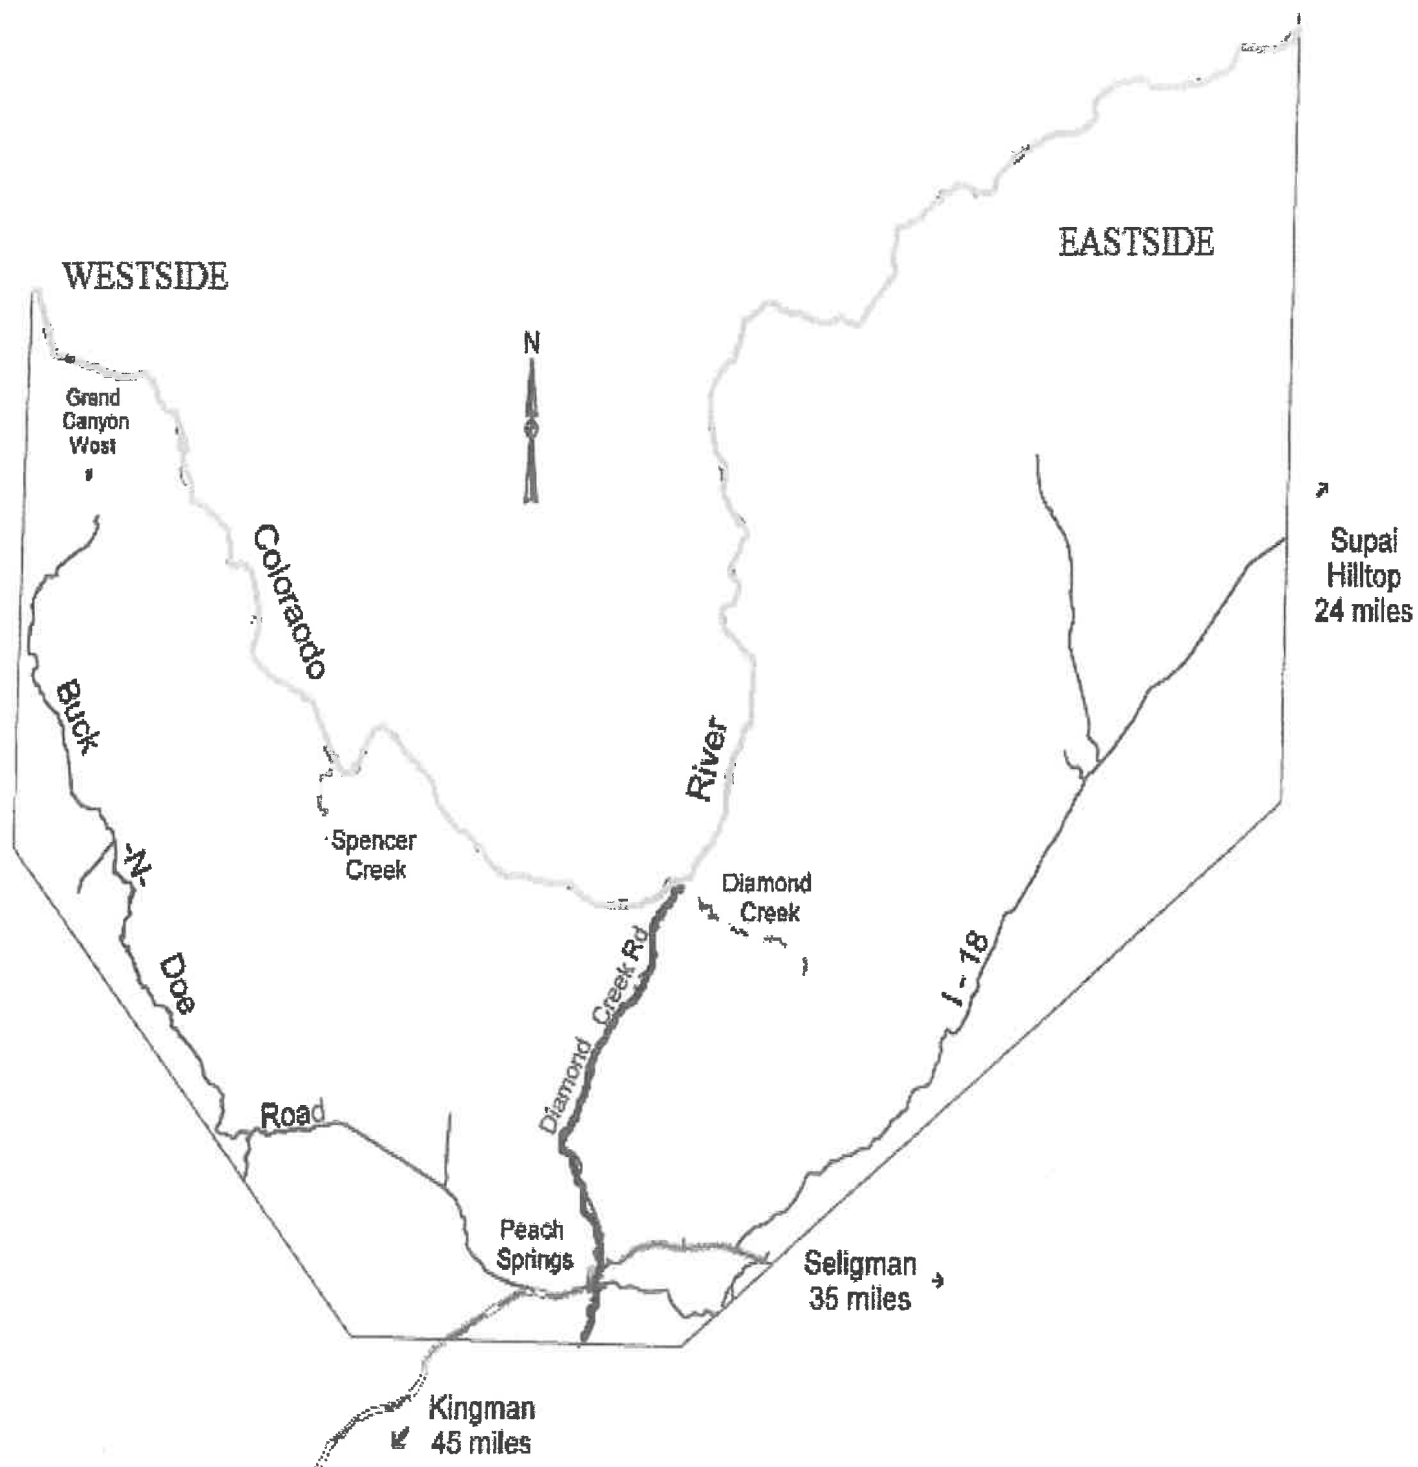 EASTSIDE
WESTSIDE
N
Grand
Canyon
West
Supai
Hilltop
24 miles
Coloraodo
River
Buck
-N-
Doe
Road
Spencer
Creek
Diamond
Creek
Diamond Creek Rd
I - 18
Peach
Springs
Seligman
35 miles
Kingman
45 miles